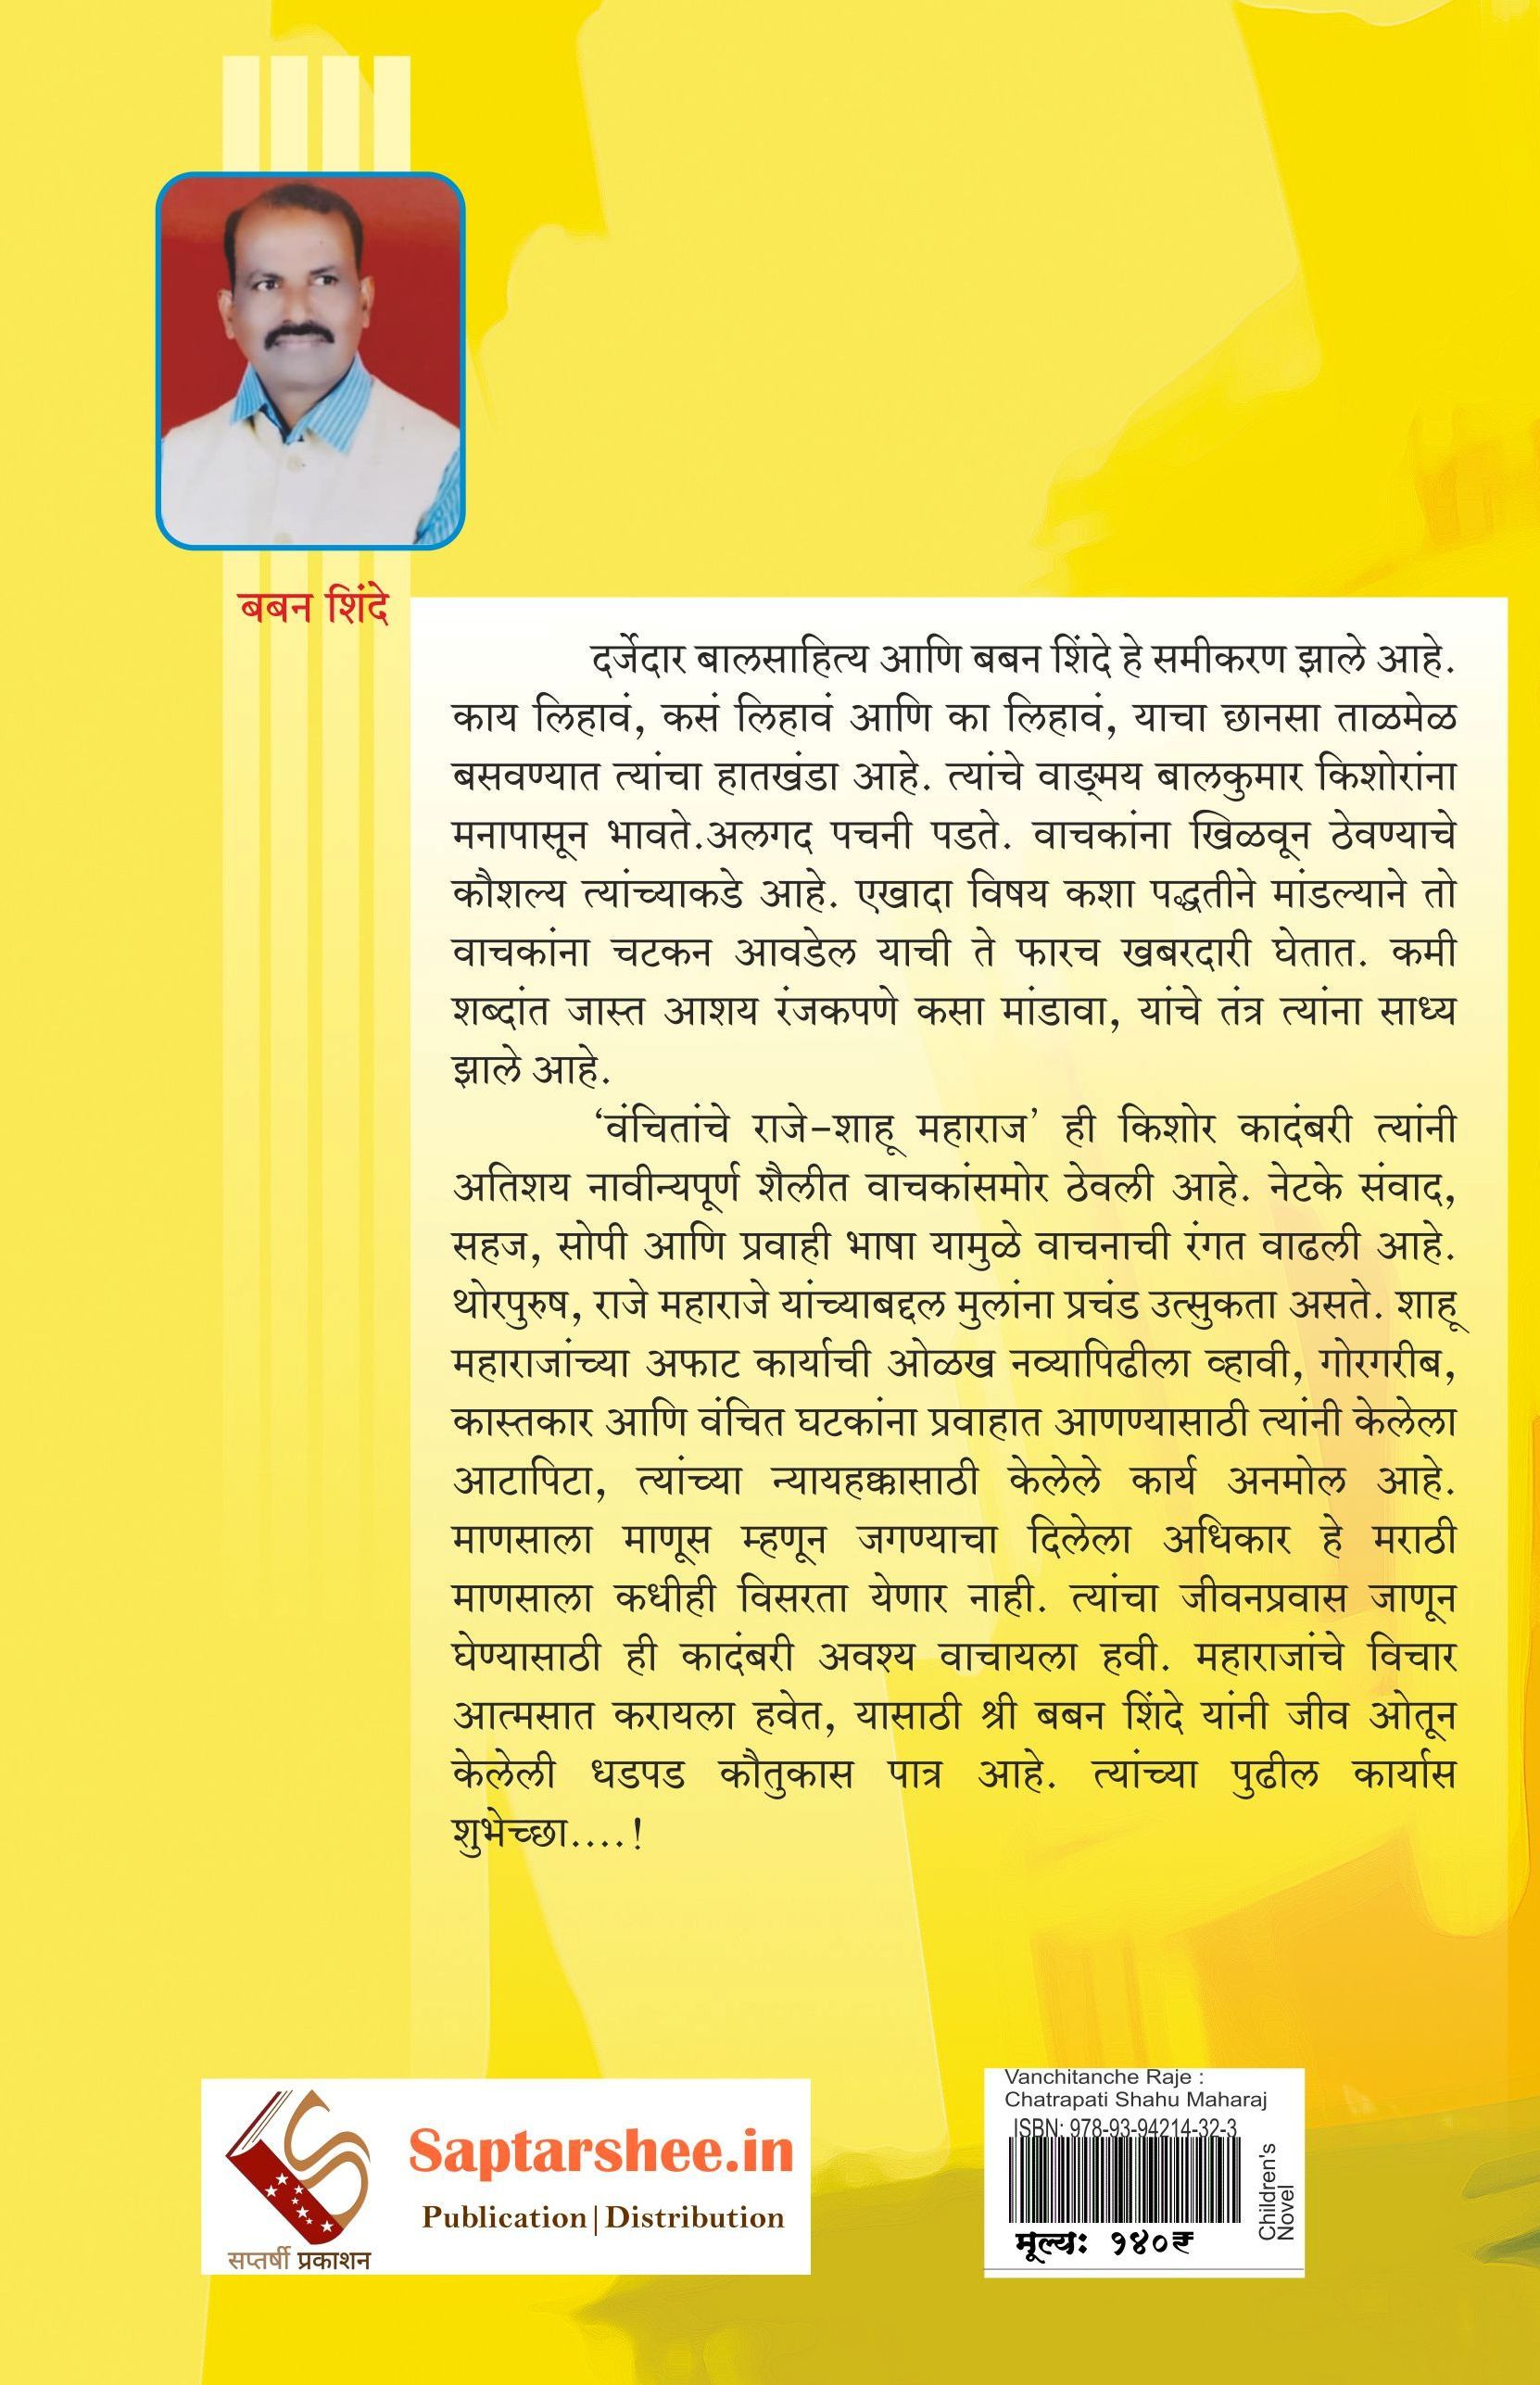 बबन शिंदे
दर्जेदार बालसाहित्य आणि बबन शिंदे हे समीकरण झाले आहे.
काय लिहावं, कसं लिहावं आणि का लिहावं, याचा छानसा ताळमेळ
बसवण्यात त्यांचा हातखंडा आहे. त्यांचे वाङ्‌मय बालकुमार किशोरांना
मनापासून भावते.अलगद पचनी पडते. वाचकांना खिळवून ठेवण्याचे
कौशल्य त्यांच्याकडे आहे. एखादा विषय कशा पद्धतीने मांडल्याने तो
वाचकांना चटकन आवडेल याची ते फारच खबरदारी घेतात. कमी
शब्दांत जास्त आशय रंजकपणे कसा मांडावा, यांचे तंत्र त्यांना साध्य
झाले आहे.
‘वंचितांचे राजे–शाहू महाराज’ ही किशोर कादंबरी त्यांनी
अतिशय नावीन्यपूर्ण शैलीत वाचकांसमोर ठेवली आहे. नेटके संवाद,
सहज, सोपी आणि प्रवाही भाषा यामुळे वाचनाची रंगत वाढली आहे.
थोरपुरुष, राजे महाराजे यांच्याबद्दल मुलांना प्रचंड उत्सुकता असते. शाहू
महाराजांच्या अफाट कार्याची ओळख नव्यापिढीला व्हावी, गोरगरीब,
कास्तकार आणि वंचित घटकांना प्रवाहात आणण्यासाठी त्यांनी केलेला
आटापिटा, त्यांच्या न्यायहक्कासाठी केलेले कार्य अनमोल आहे.
माणसाला माणूस म्हणून जगण्याचा दिलेला अधिकार हे मराठी
माणसाला कधीही विसरता येणार नाही. त्यांचा जीवनप्रवास जाणून
घेण्यासाठी ही कादंबरी अवश्य वाचायला हवी. महाराजांचे विचार
आत्मसात करायला हवेत, यासाठी श्री बबन शिंदे यांनी जीव ओतून
केलेली धडपड कौतुकास पात्र आहे. त्यांच्या पुढील कार्यास
शुभेच्छा....!
सप्तर्षी प्रकाशन
Saptarshee.in
Publication|Distribution
Vanchitanche Raje :
Chatrapati Shahu Maharaj
ISBN: 978-93-94214-32-3
मूल्यः १४०₹
Children's
Novel